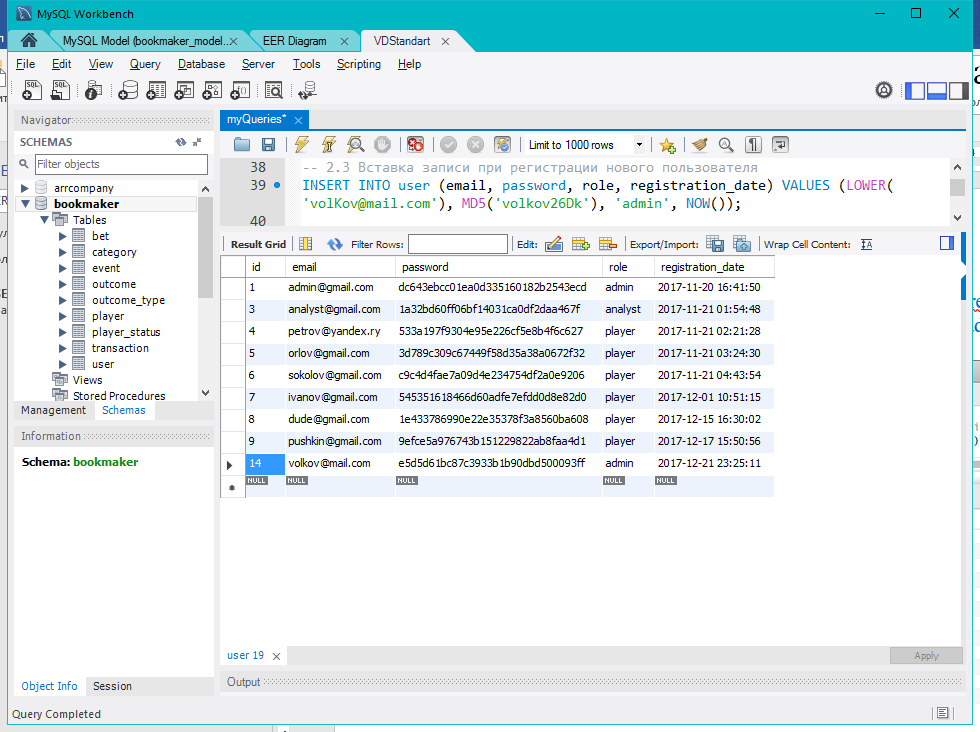 MySQL Workbench
MySQL Model (bookmaker_model.. × EER Diagram × VDStandart ×
File Edit View Query Database Server Tools Scripting Help
Navigator
SCHEMAS
Filter objects
arrcompany
bookmaker
Tables
bet
category
event
outcome
outcome_type
player
player_status
transaction
user
Views
Stored Procedures
Management Schemas
Information
Schema: bookmaker
Object Info Session
myQueries* ×
Limit to 1000 rows
38 -- 2.3 Вставка записи при регистрации нового пользователя
39 INSERT INTO user (email, password, role, registration_date) VALUES (LOWER(
'volKov@mail.com'), MD5('volkov26Dk'), 'admin', NOW());
40
Result Grid Filter Rows: Edit: Export/Import: Wrap Cell Content:
id email password role registration_date
1 admin@gmail.com dc643ebcc01ea0d335160182b2543ecd admin 2017-11-20 16:41:50
3 analyst@gmail.com 1a32bd60ff06bf14031ca0df2daa467f analyst 2017-11-21 01:54:48
4 petrov@yandex.ry 533a197f9304e95e226cf5e8b4f6c627 player 2017-11-21 02:21:28
5 orlov@gmail.com 3d789c309c67449f58d35a38a0672f32 player 2017-11-21 03:24:30
6 sokolov@gmail.com c9c4d4fae7a09d4e234754df2a0e9206 player 2017-11-21 04:43:54
7 ivanov@gmail.com 545351618466d60adfe7efdd0d8e82d0 player 2017-12-01 10:51:15
8 dude@gmail.com 1e433786990e22e35378f3a8560ba608 player 2017-12-15 16:30:02
9 pushkin@gmail.com 9efce5a976743b151229822ab8faa4d1 player 2017-12-17 15:50:56
14 volkov@mail.com e5d5d61bc87c3933b1b90dbd500093ff admin 2017-12-21 23:25:11
NULL NULL NULL NULL NULL
user 19 ×
Apply
Output
Query Completed